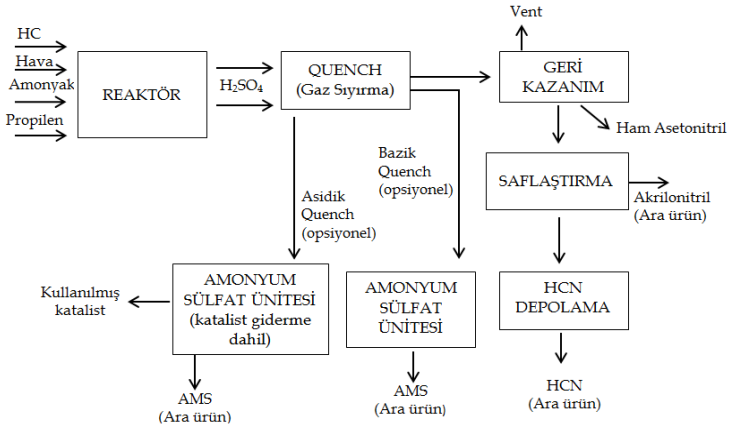 Vent
HC
Hava
Amonyak
Propilen
REAKTÖR
H₂SO₄
QUENCH
(Gaz Sıyırma)
GERİ
KAZANIM
Ham Asetonitril
Bazik
Quench
(opsiyonel)
Asidik
Quench
(opsiyonel)
SAFLAŞTIRMA
Akrilonitril
(Ara ürün)
Kullanılmış
katalist
AMONYUM
SÜLFAT ÜNİTESİ
(katalist giderme
dahil)
AMONYUM
SÜLFAT
ÜNİTESİ
HCN
DEPOLAMA
AMS
(Ara ürün)
AMS
(Ara ürün)
HCN
(Ara ürün)